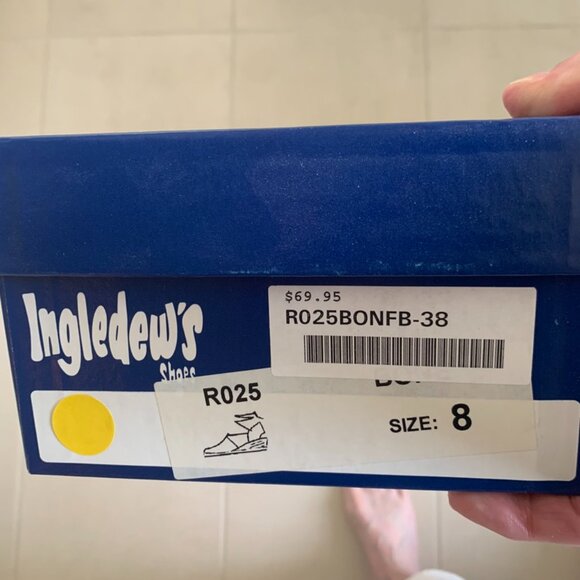 $69.95
R025BONFB-38
Ingledew's
Shoes
R025
SIZE: 8